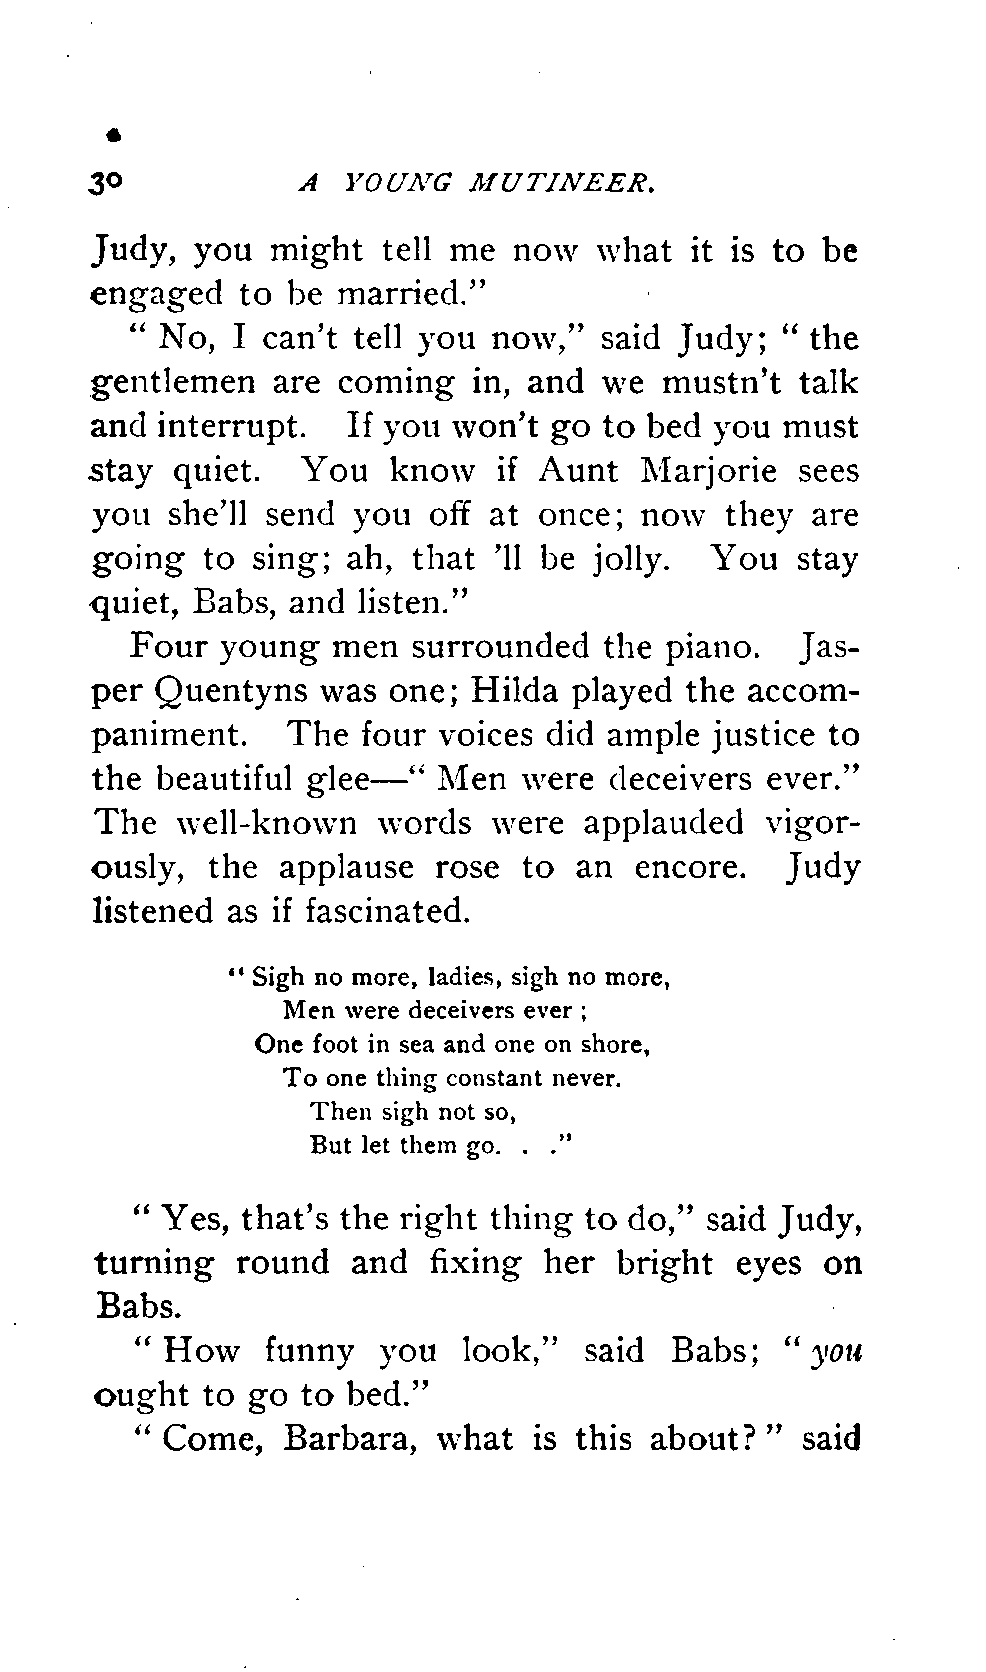 30 A YOUNG MUTINEER.
Judy, you might tell me now what it is to be
engaged to be married."
" No, I can't tell you now," said Judy; " the
gentlemen are coming in, and we mustn't talk
and interrupt. If you won't go to bed you must
stay quiet. You know if Aunt Marjorie sees
you she'll send you off at once; now they are
going to sing; ah, that 'll be jolly. You stay
quiet, Babs, and listen."
Four young men surrounded the piano. Jas-
per Quentyns was one; Hilda played the accom-
paniment. The four voices did ample justice to
the beautiful glee—" Men were deceivers ever."
The well-known words were applauded vigor-
ously, the applause rose to an encore. Judy
listened as if fascinated.
" Sigh no more, ladies, sigh no more,
Men were deceivers ever ;
One foot in sea and one on shore,
To one thing constant never.
Then sigh not so,
But let them go. . ."
" Yes, that's the right thing to do," said Judy,
turning round and fixing her bright eyes on
Babs.
" How funny you look," said Babs; " you
ought to go to bed."
" Come, Barbara, what is this about? " said